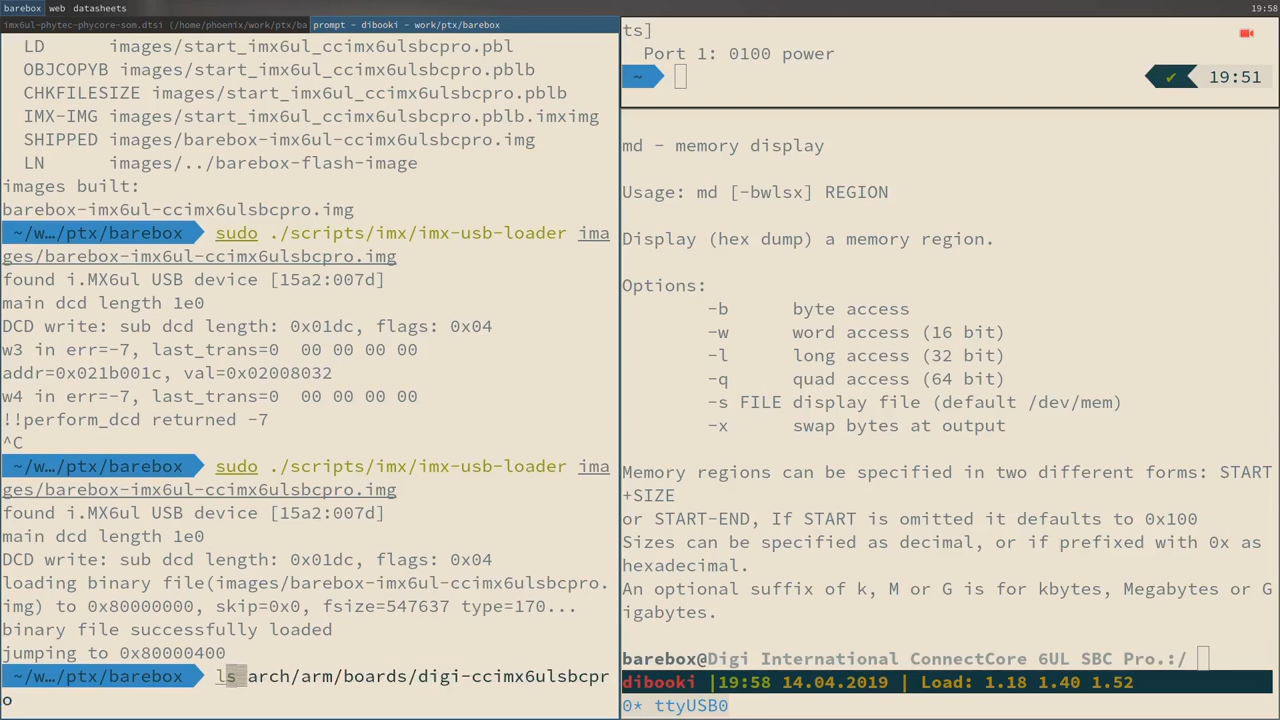 barebox web datasheets 19:58
imx6ul-phytec-phycore-som.dtsi (/home/phoenix/work/ptx/ba
prompt - dibooki - work/ptx/barebox
LD images/start_imx6ul_ccimx6ulsbcpro.pbl
OBJCOPYB images/start_imx6ul_ccimx6ulsbcpro.pblb
CHKFILESIZE images/start_imx6ul_ccimx6ulsbcpro.pblb
IMX-IMG images/start_imx6ul_ccimx6ulsbcpro.pblb.imximg
SHIPPED images/barebox-imx6ul-ccimx6ulsbcpro.img
LN images/../barebox-flash-image
images built:
barebox-imx6ul-ccimx6ulsbcpro.img
~/w…/ptx/barebox sudo ./scripts/imx/imx-usb-loader ima
ges/barebox-imx6ul-ccimx6ulsbcpro.img
found i.MX6ul USB device [15a2:007d]
main dcd length 1e0
DCD write: sub dcd length: 0x01dc, flags: 0x04
w3 in err=-7, last_trans=0 00 00 00 00
addr=0x021b001c, val=0x02008032
w4 in err=-7, last_trans=0 00 00 00 00
!!perform_dcd returned -7
^C
~/w…/ptx/barebox sudo ./scripts/imx/imx-usb-loader ima
ges/barebox-imx6ul-ccimx6ulsbcpro.img
found i.MX6ul USB device [15a2:007d]
main dcd length 1e0
DCD write: sub dcd length: 0x01dc, flags: 0x04
loading binary file(images/barebox-imx6ul-ccimx6ulsbcpro.
img) to 0x80000000, skip=0x0, fsize=547637 type=170...
binary file successfully loaded
jumping to 0x80000400
~/w…/ptx/barebox ls arch/arm/boards/digi-ccimx6ulsbcpr
o
ts]
Port 1: 0100 power
~ ✔ 19:51
md - memory display
Usage: md [-bwlsx] REGION
Display (hex dump) a memory region.
Options:
-b byte access
-w word access (16 bit)
-l long access (32 bit)
-q quad access (64 bit)
-s FILE display file (default /dev/mem)
-x swap bytes at output
Memory regions can be specified in two different forms: START
+SIZE
or START-END, If START is omitted it defaults to 0x100
Sizes can be specified as decimal, or if prefixed with 0x as
hexadecimal.
An optional suffix of k, M or G is for kbytes, Megabytes or G
igabytes.
barebox@Digi International ConnectCore 6UL SBC Pro.:/
dibooki |19:58 14.04.2019 | Load: 1.18 1.40 1.52
0* ttyUSB0